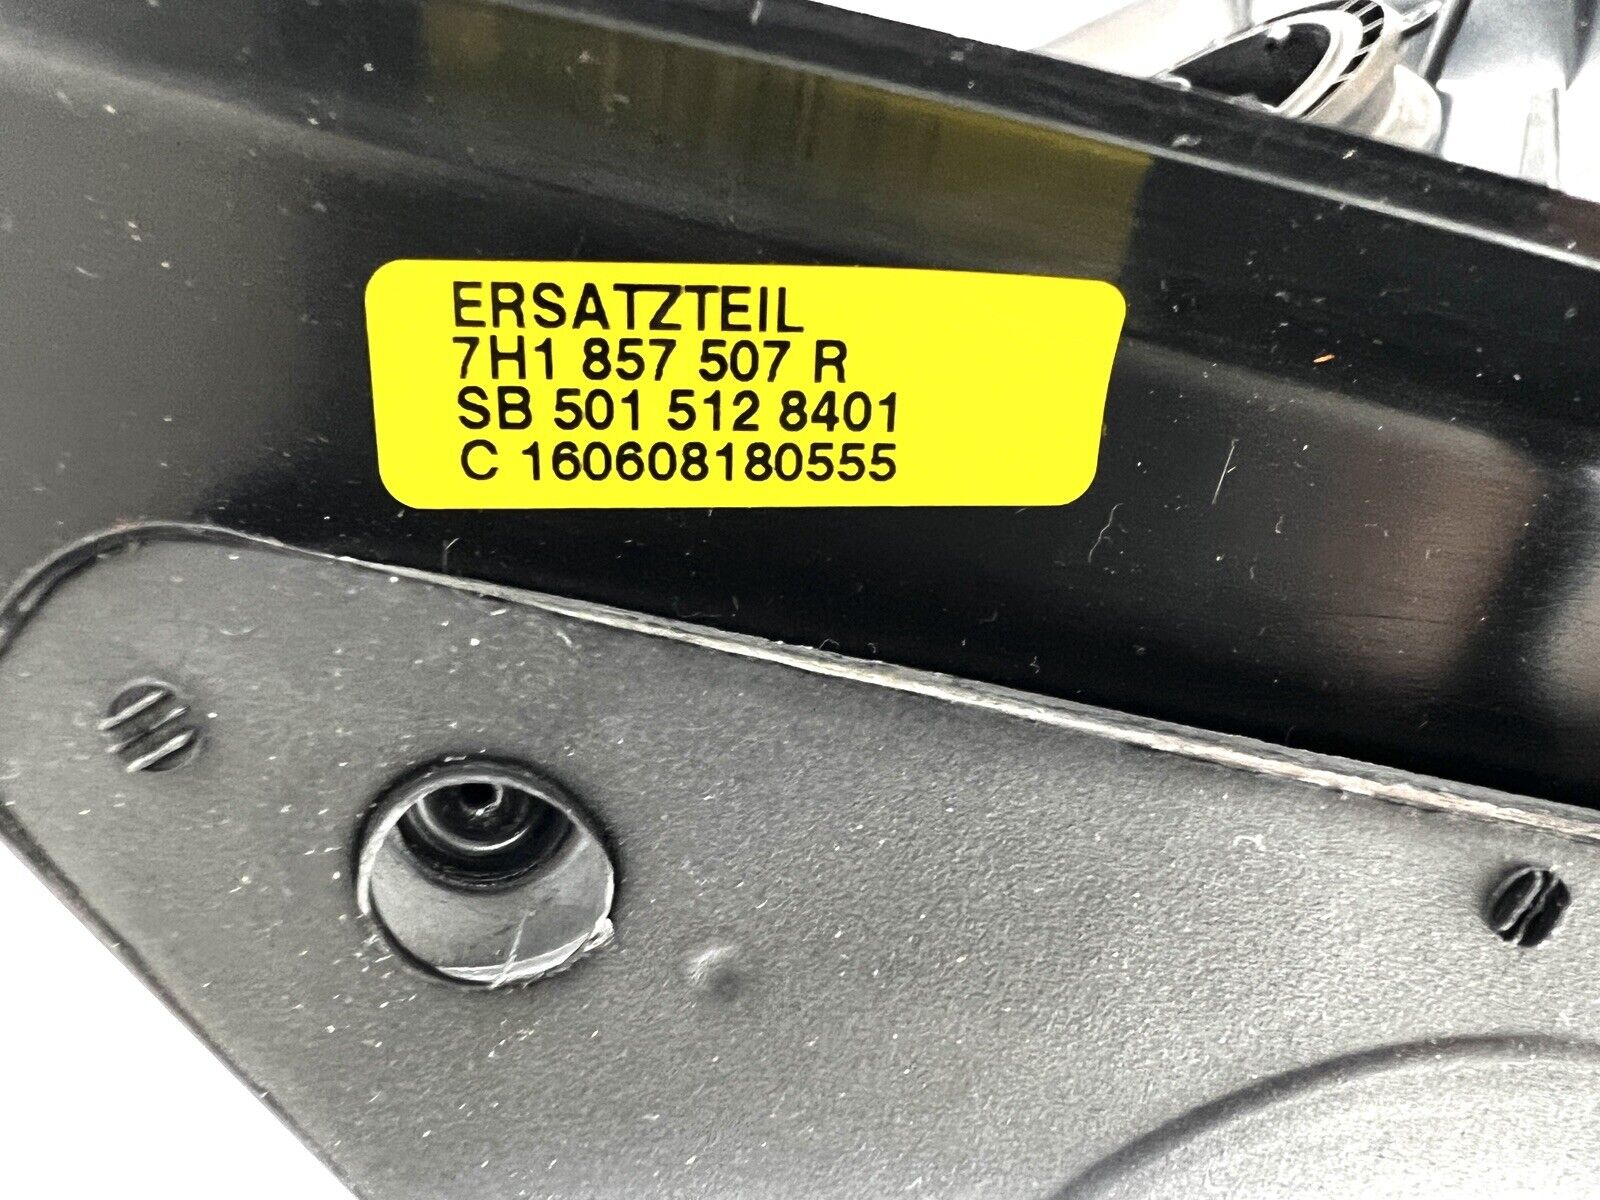 ERSATZTEIL
7H1 857 507 R
SB 501 512 8401
C 160608180555